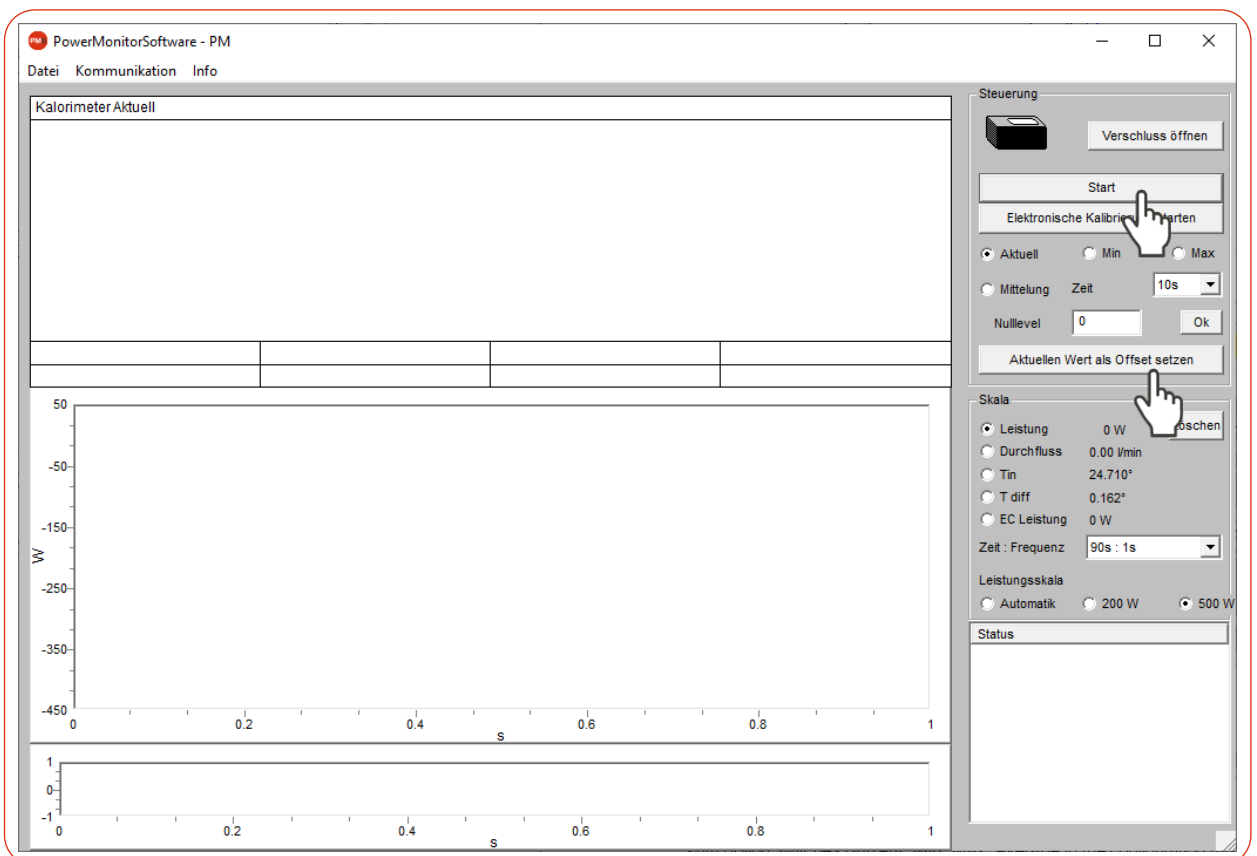 PM PowerMonitorSoftware - PM
Datei Kommunikation Info
Kalorimeter Aktuell
50
-50
-150
-250
-350
-450
W
0 0.2 0.4 0.6 0.8 1
s
1
0
-1
0 0.2 0.4 0.6 0.8 1
s
Steuerung
Verschluss öffnen
Start
Elektronische
Aktuell Min Max
Mittelung Zeit 10s
Nulllevel 0 Ok
Aktuellen Wert als Offset setzen
Skala
Leistung 0 W
Durchfluss 0.00 l/min
Tin 24.710°
T diff 0.162°
EC Leistung 0 W
Zeit : Frequenz 90s : 1s
Leistungsskala
Automatik 200 W 500 W
Status